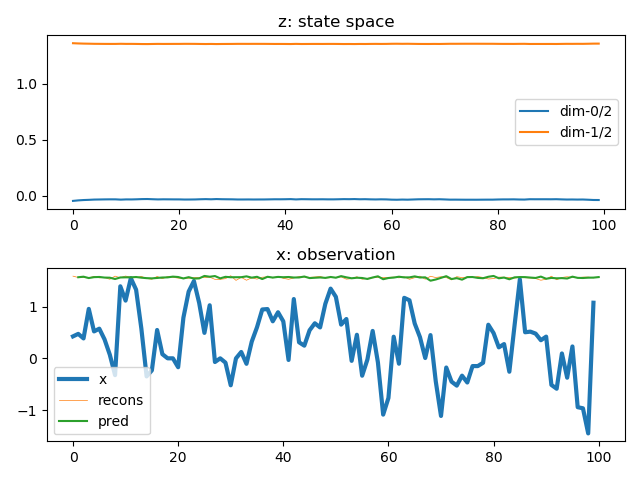 z: state space
1.0
0.5
0.0
dim-0/2
dim-1/2
0 20 40 60 80 100
x: observation
1
0
−1
x
recons
pred
0 20 40 60 80 100